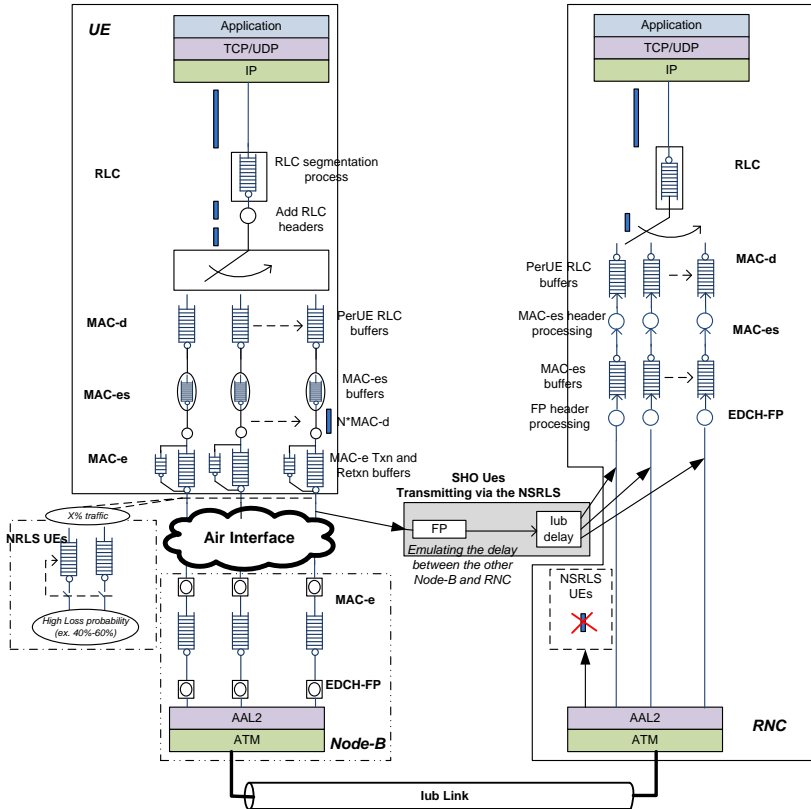 UE
Application
TCP/UDP
IP
RLC
RLC segmentation
process
Add RLC
headers
MAC-d
PerUE RLC
buffers
MAC-es
MAC-es
buffers
N*MAC-d
MAC-e
MAC-e Txn and
Retxn buffers
X% traffic
NRLS UEs
High Loss probability
(ex. 40%-60%)
Air Interface
MAC-e
EDCH-FP
AAL2
ATM
Node-B
SHO Ues
Transmitting via the NSRLS
FP
Iub
delay
Emulating the delay
between the other
Node-B and RNC
Application
TCP/UDP
IP
RLC
PerUE RLC
buffers
MAC-d
MAC-es header
processing
MAC-es
MAC-es
buffers
FP header
processing
EDCH-FP
NSRLS
UEs
AAL2
ATM
RNC
Iub Link